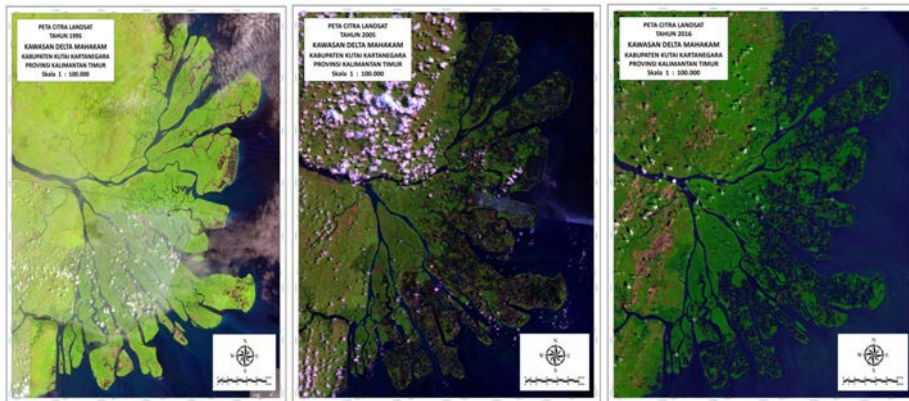 PETA CITRA LANDSAT
TAHUN 1995
KAWASAN DELTA MAHAKAM
KABUPATEN KUTAI KARTANEGARA
PROVINSI KALIMANTAN TIMUR
Skala 1 : 100.000
PETA CITRA LANDSAT
TAHUN 2005
KAWASAN DELTA MAHAKAM
KABUPATEN KUTAI KARTANEGARA
PROVINSI KALIMANTAN TIMUR
Skala 1 : 100.000
PETA CITRA LANDSAT
TAHUN 2016
KAWASAN DELTA MAHAKAM
KABUPATEN KUTAI KARTANEGARA
PROVINSI KALIMANTAN TIMUR
Skala 1 : 100.000
N
W E
S
N
W E
S
N
W E
S